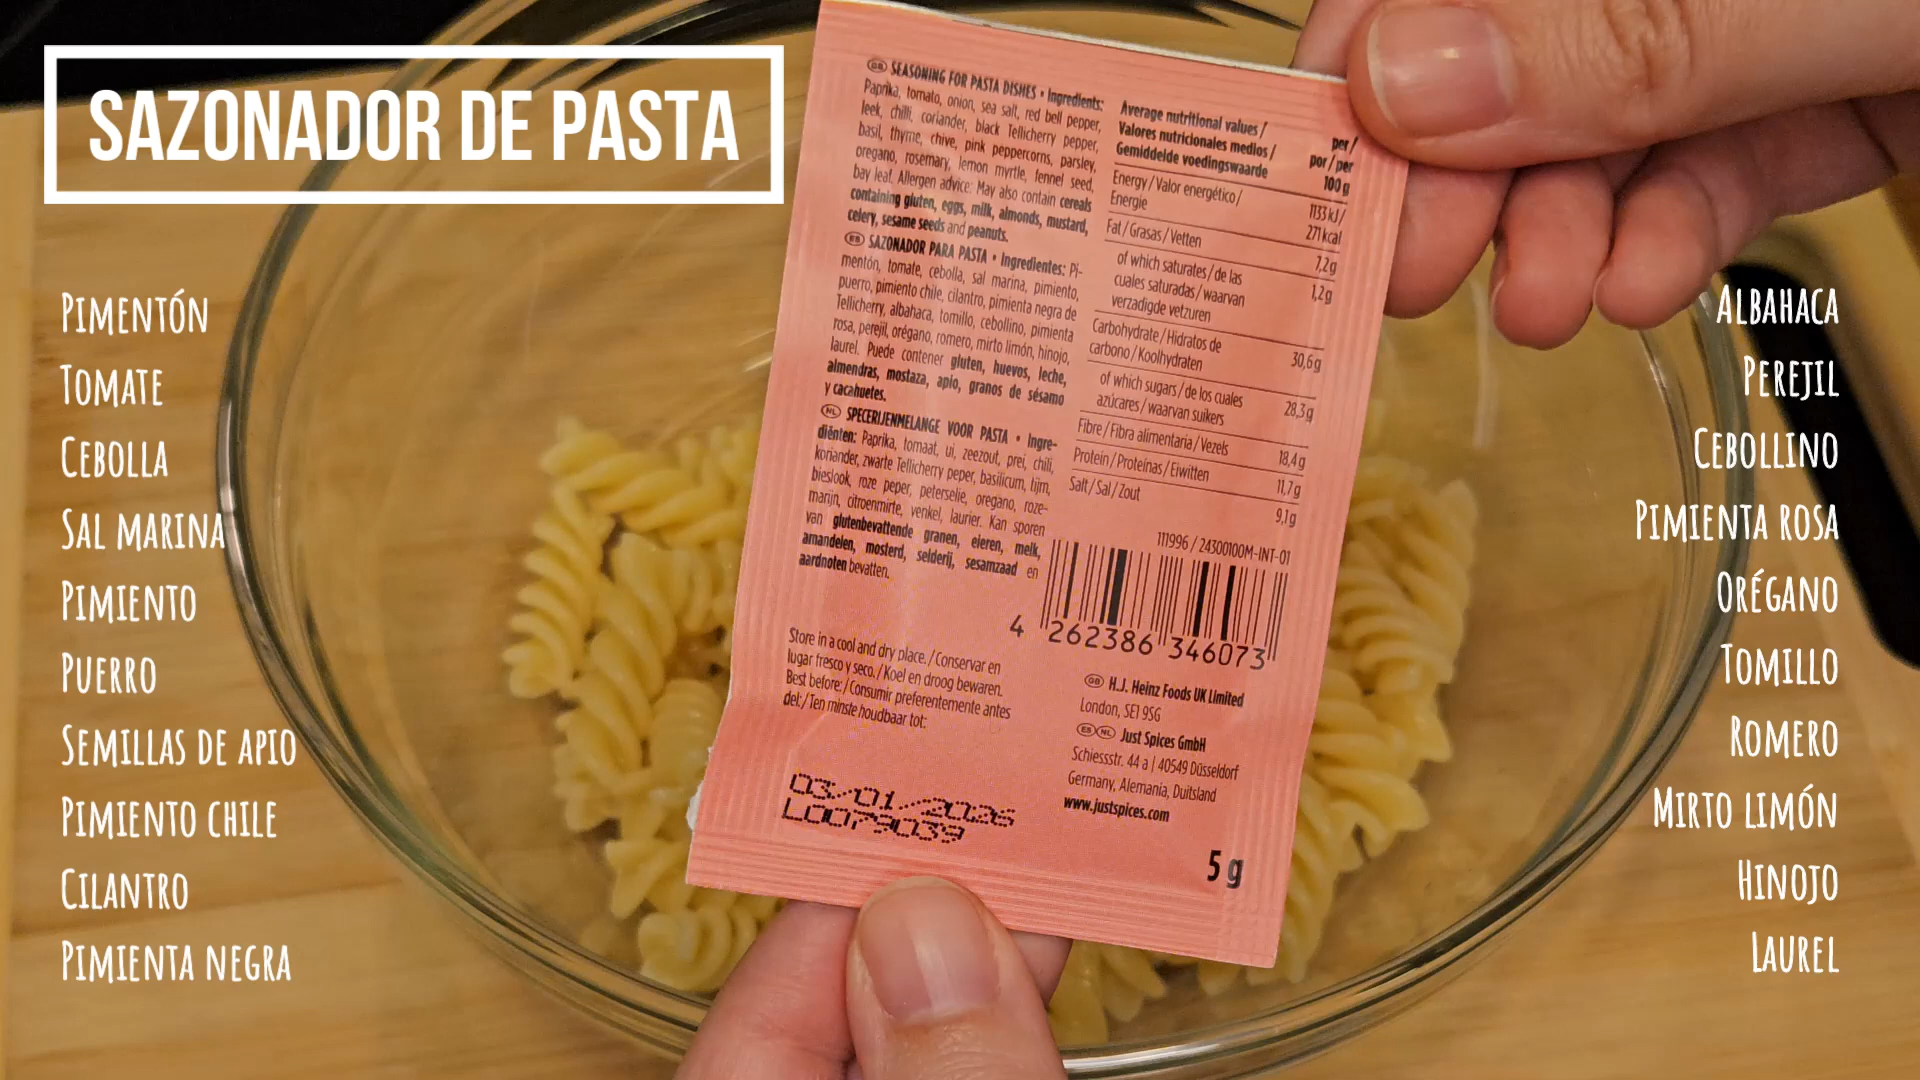 SAZONADOR DE PASTA
PIMENTÓN
TOMATE
CEBOLLA
SAL MARINA
PIMIENTO
PUERRO
SEMILLAS DE APIO
PIMIENTO CHILE
CILANTRO
PIMIENTA NEGRA
GB SEASONING FOR PASTA DISHES • Ingredients:
Paprika, tomato, onion, sea salt, red bell pepper,
leek, chilli, coriander, black Tellicherry pepper,
basil, thyme, chive, pink peppercorns, parsley,
oregano, rosemary, lemon myrtle, fennel seed,
bay leaf. Allergen advice: May also contain cereals
containing gluten, eggs, milk, almonds, mustard,
celery, sesame seeds and peanuts.
ES SAZONADOR PARA PASTA • Ingredientes: Pi-
mentón, tomate, cebolla, sal marina, pimiento,
puerro, pimiento chile, cilantro, pimienta negra de
Tellicherry, albahaca, tomillo, cebollino, pimienta
rosa, perejil, orégano, romero, mirto limón, hinojo,
laurel. Puede contener gluten, huevos, leche,
almendras, mostaza, apio, granos de sésamo
y cacahuetes.
NL SPECERIJENMELANGE VOOR PASTA • Ingre-
diënten: Paprika, tomaat, ui, zeezout, prei, chili,
koriander, zwarte Tellicherry peper, basilicum, tijm,
bieslook, roze peper, peterselie, oregano, roze-
marijn, citroenmirte, venkel, laurier. Kan sporen
van glutenbevattende granen, eieren, melk,
amandelen, mosterd, selderij, sesamzaad en
aardnoten bevatten.
Store in a cool and dry place. / Conservar en
lugar fresco y seco. / Koel en droog bewaren.
Best before: / Consumir preferentemente antes
del: / Ten minste houdbaar tot:
03/01/2026
L0079039
Average nutritional values /
Valores nutricionales medios /
Gemiddelde voedingswaarde
per /
por / per
100 g
Energy / Valor energético /
Energie
1133 kJ /
271 kcal
Fat / Grasas / Vetten
7,2 g
of which saturates / de las
cuales saturadas / waarvan
verzadigde vetzuren
1,2 g
Carbohydrate / Hidratos de
carbono / Koolhydraten
30,6 g
of which sugars / de los cuales
azúcares / waarvan suikers
28,3 g
Fibre / Fibra alimentaria / Vezels
18,4 g
Protein / Proteínas / Eiwitten
11,7 g
Salt / Sal / Zout
9,1 g
111996 / 24300100M-INT-01
4 262386 346073
GB H.J. Heinz Foods UK Limited
London, SE1 9SG
ES NL Just Spices GmbH
Schiessstr. 44 a | 40549 Düsseldorf
Germany, Alemania, Duitsland
www.justspices.com
5 g
ALBAHACA
PEREJIL
CEBOLLINO
PIMIENTA ROSA
ORÉGANO
TOMILLO
ROMERO
MIRTO LIMÓN
HINOJO
LAUREL